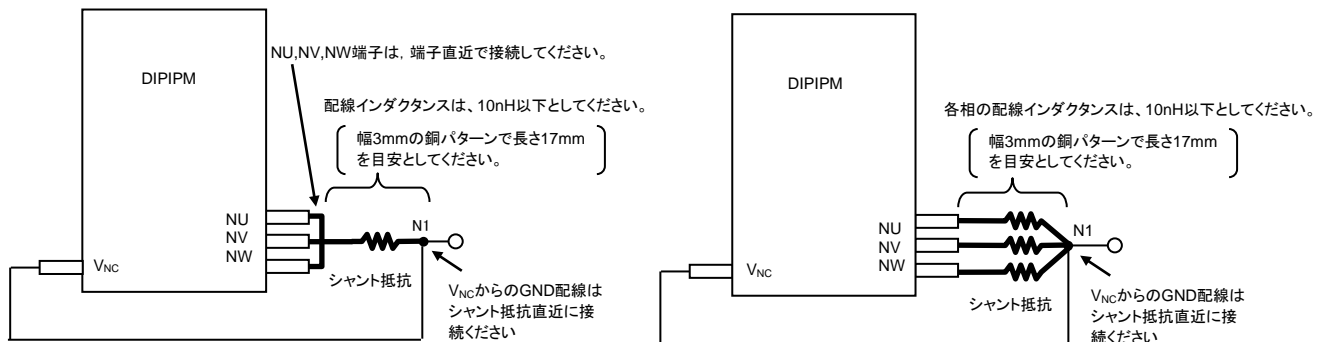 NU,NV,NW端子は，端子直近で接続してください。
DIPIPM
配線インダクタンスは、10nH以下としてください。
幅3mmの銅パターンで長さ17mm
を目安としてください。
NU
NV
NW
N1
VNC
シャント抵抗
VNCからのGND配線は
シャント抵抗直近に接
続ください
DIPIPM
各相の配線インダクタンスは、10nH以下としてください。
幅3mmの銅パターンで長さ17mm
を目安としてください。
NU
NV
NW
N1
VNC
シャント抵抗
VNCからのGND配線は
シャント抵抗直近に接
続ください